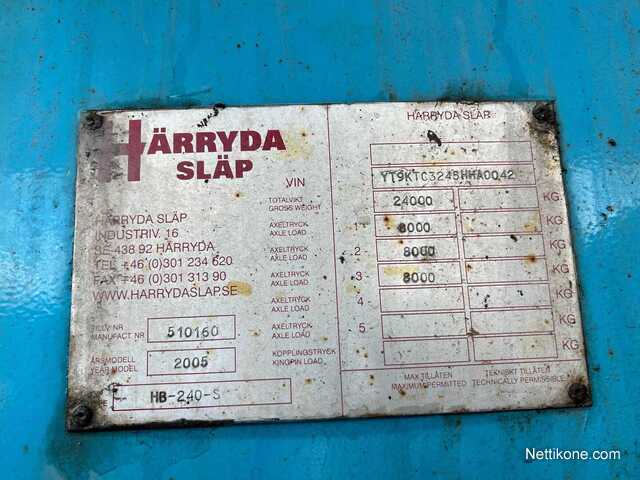 HÄRRYDA
SLÄP
HÄRRYDA SLÄP
INDUSTRIV. 16
SE-438 92 HÄRRYDA
TEL +46 (0)301 234 620
FAX +46 (0)301 313 90
WWW.HARRYDASLAP.SE
TILLV NR
MANUFACT NR 510160
ÅRSMODELL
YEAR MODEL 2005
HB-240-S
HÄRRYDA SLÄP
VIN YT9KTC324SHHA0042
TOTALVIKT
GROSS WEIGHT 24000 KG
AXELTRYCK
AXLE LOAD 1 8000 KG
AXELTRYCK
AXLE LOAD 2 8000 KG
AXELTRYCK
AXLE LOAD 3 8000 KG
AXELTRYCK
AXLE LOAD 4 KG
AXELTRYCK
AXLE LOAD 5 KG
KOPPLINGSTRYCK
KINGPIN LOAD KG
MAX TILLÅTEN
MAXIMUM PERMITTED
TEKNISKT TILLÅTEN
TECHNICALLY PERMISSIBLE
Nettikone.com